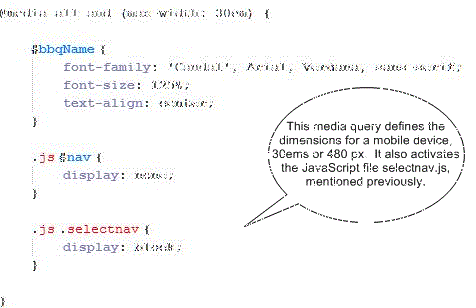 @media all and (max-width: 30em) {
#bbqName {
font-family: 'Candal', Arial, Verdana, sans-serif;
font-size: 125%;
text-align: center;
}
.js #nav {
display: none;
}
.js .selectnav {
display: block;
}
}
This media query defines the
dimensions for a mobile device,
30ems or 480 px. It also activates
the JavaScript file selectnav.js,
mentioned previously.